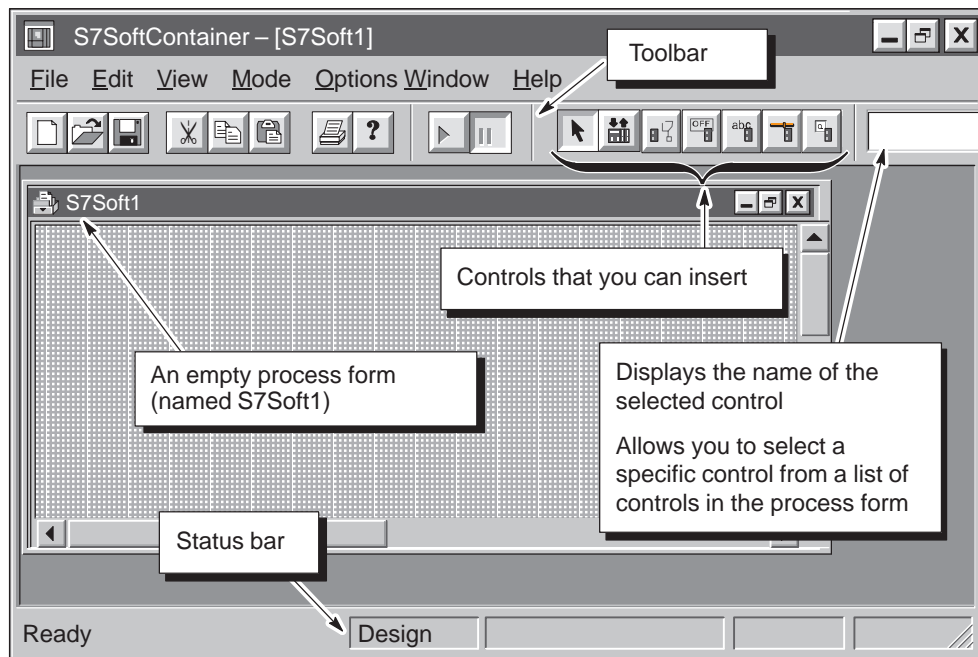 S7SoftContainer – [S7Soft1]
File Edit View Mode Options Window Help
Toolbar
?
OFF
abc
a
S7Soft1
Controls that you can insert
An empty process form
(named S7Soft1)
Displays the name of the
selected control
Allows you to select a
specific control from a list of
controls in the process form
Status bar
Ready
Design